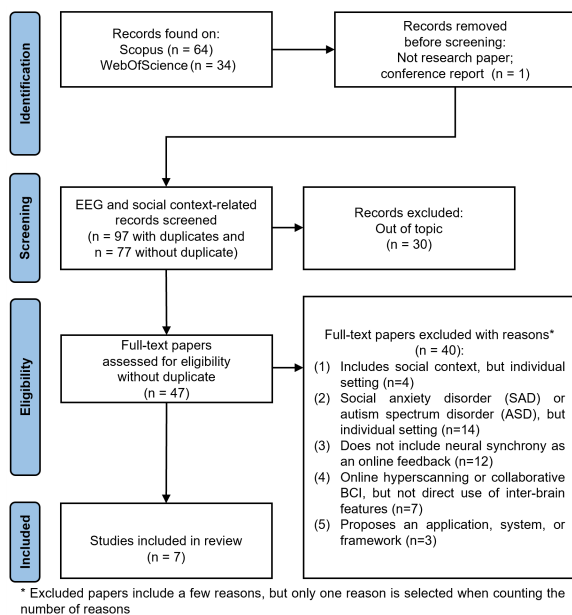 Identification
Records found on:
Scopus (n = 64)
WebOfScience (n = 34)
Records removed
before screening:
Not research paper;
conference report (n = 1)
Screening
EEG and social context-related
records screened
(n = 97 with duplicates and
n = 77 without duplicate)
Records excluded:
Out of topic
(n = 30)
Eligibility
Full-text papers
assessed for eligibility
without duplicate
(n = 47)
Full-text papers excluded with reasons*
(n = 40):
(1) Includes social context, but individual
setting (n=4)
(2) Social anxiety disorder (SAD) or
autism spectrum disorder (ASD), but
individual setting (n=14)
(3) Does not include neural synchrony as
an online feedback (n=12)
(4) Online hyperscanning or collaborative
BCI, but not direct use of inter-brain
features (n=7)
(5) Proposes an application, system, or
framework (n=3)
Included
Studies included in review
(n = 7)
* Excluded papers include a few reasons, but only one reason is selected when counting the
number of reasons